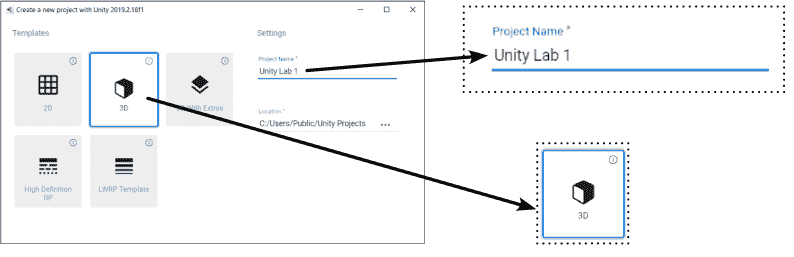 Create a new project with Unity 2019.2.18f1
Templates
Settings
2D
3D
With Extras
High Definition
RP
LWRP Template
Project Name *
Unity Lab 1
Location *
C:/Users/Public/Unity Projects
Project Name *
Unity Lab 1
3D